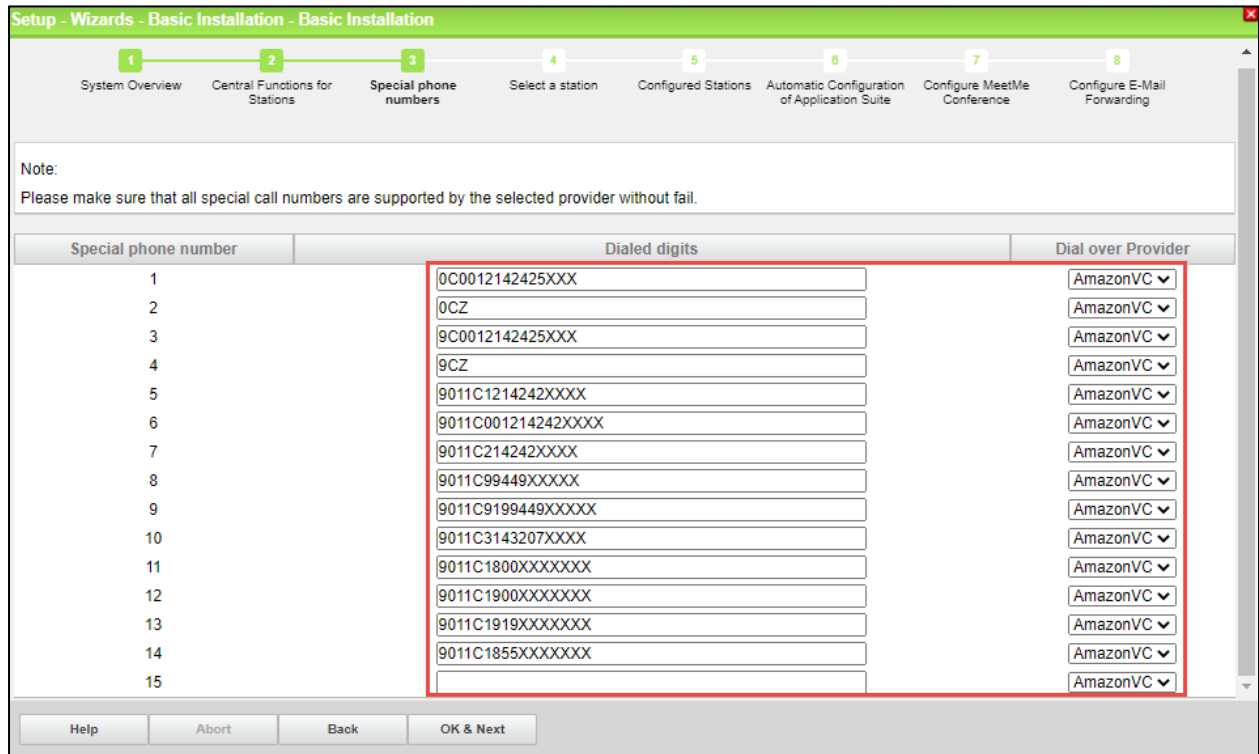 Setup - Wizards - Basic Installation - Basic Installation
1 2 3 4 5 6 7 8
System Overview Central Functions for Special phone Select a station Configured Stations Automatic Configuration Configure MeetMe Configure E-Mail
Stations numbers of Application Suite Conference Forwarding
Note:
Please make sure that all special call numbers are supported by the selected provider without fail.
Special phone number Dialed digits Dial over Provider
1 0C0012142425XXX AmazonVC
2 0CZ AmazonVC
3 9C0012142425XXX AmazonVC
4 9CZ AmazonVC
5 9011C1214242XXXX AmazonVC
6 9011C001214242XXXX AmazonVC
7 9011C214242XXXX AmazonVC
8 9011C99449XXXXX AmazonVC
9 9011C9199449XXXXX AmazonVC
10 9011C3143207XXXX AmazonVC
11 9011C1800XXXXXXX AmazonVC
12 9011C1900XXXXXXX AmazonVC
13 9011C1919XXXXXXX AmazonVC
14 9011C1855XXXXXXX AmazonVC
15 AmazonVC
Help Abort Back OK & Next